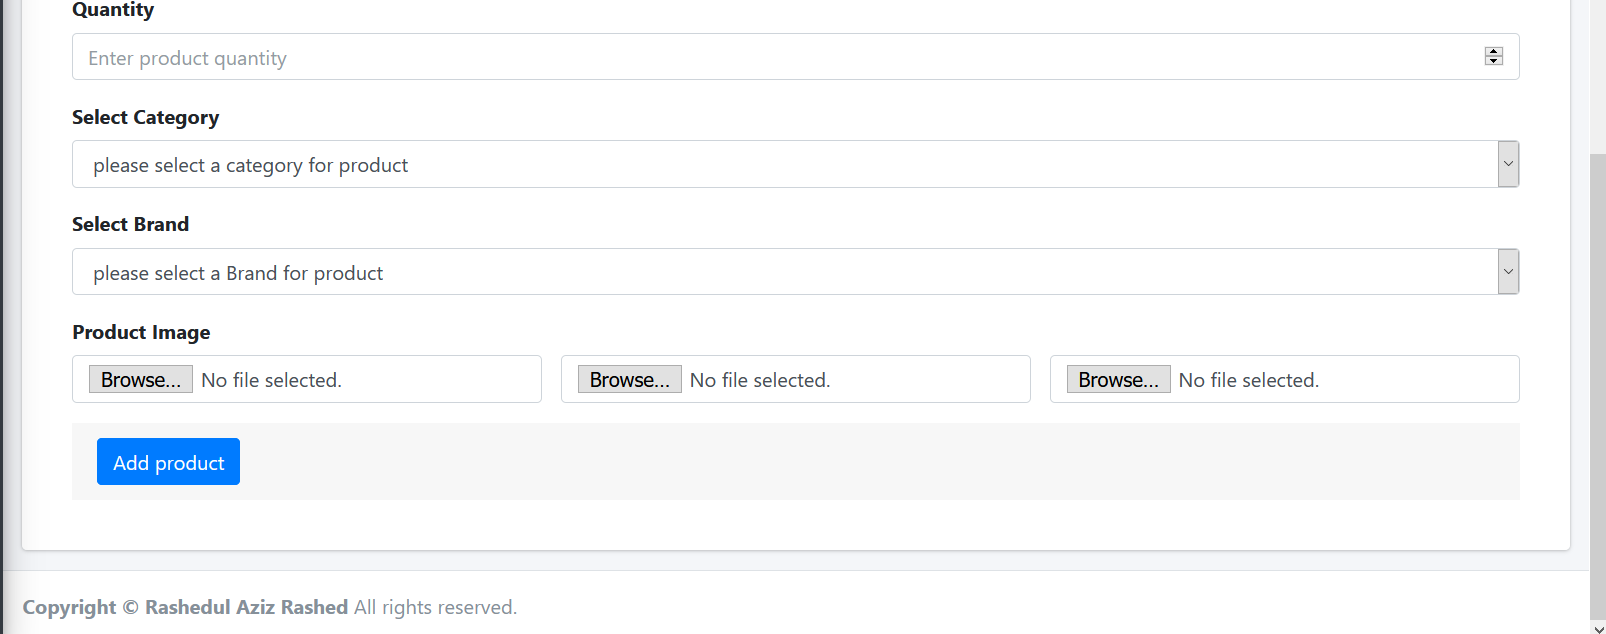 Quantity
Enter product quantity
Select Category
please select a category for product
Select Brand
please select a Brand for product
Product Image
Browse... No file selected. Browse... No file selected. Browse... No file selected.
Add product
Copyright © Rashedul Aziz Rashed All rights reserved.